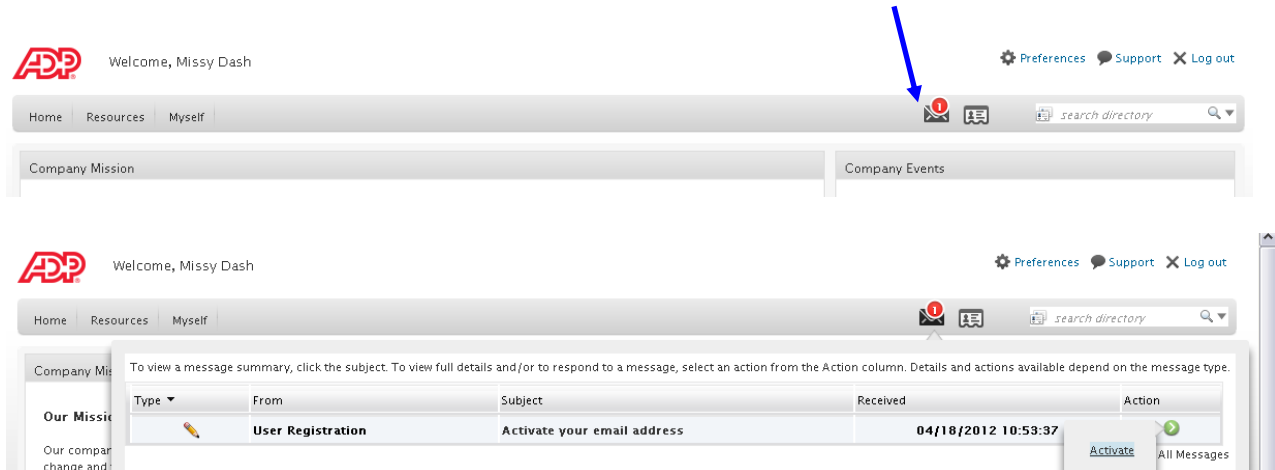 ADP Welcome, Missy Dash Preferences Support Log out
Home Resources Myself 1 search directory
Company Mission Company Events
ADP Welcome, Missy Dash Preferences Support Log out
Home Resources Myself 1 search directory
Company Mis To view a message summary, click the subject. To view full details and/or to respond to a message, select an action from the Action column. Details and actions available depend on the message type.
Type From Subject Received Action
Our Missio User Registration Activate your email address 04/18/2012 10:53:37
Our compar Activate All Messages
change and